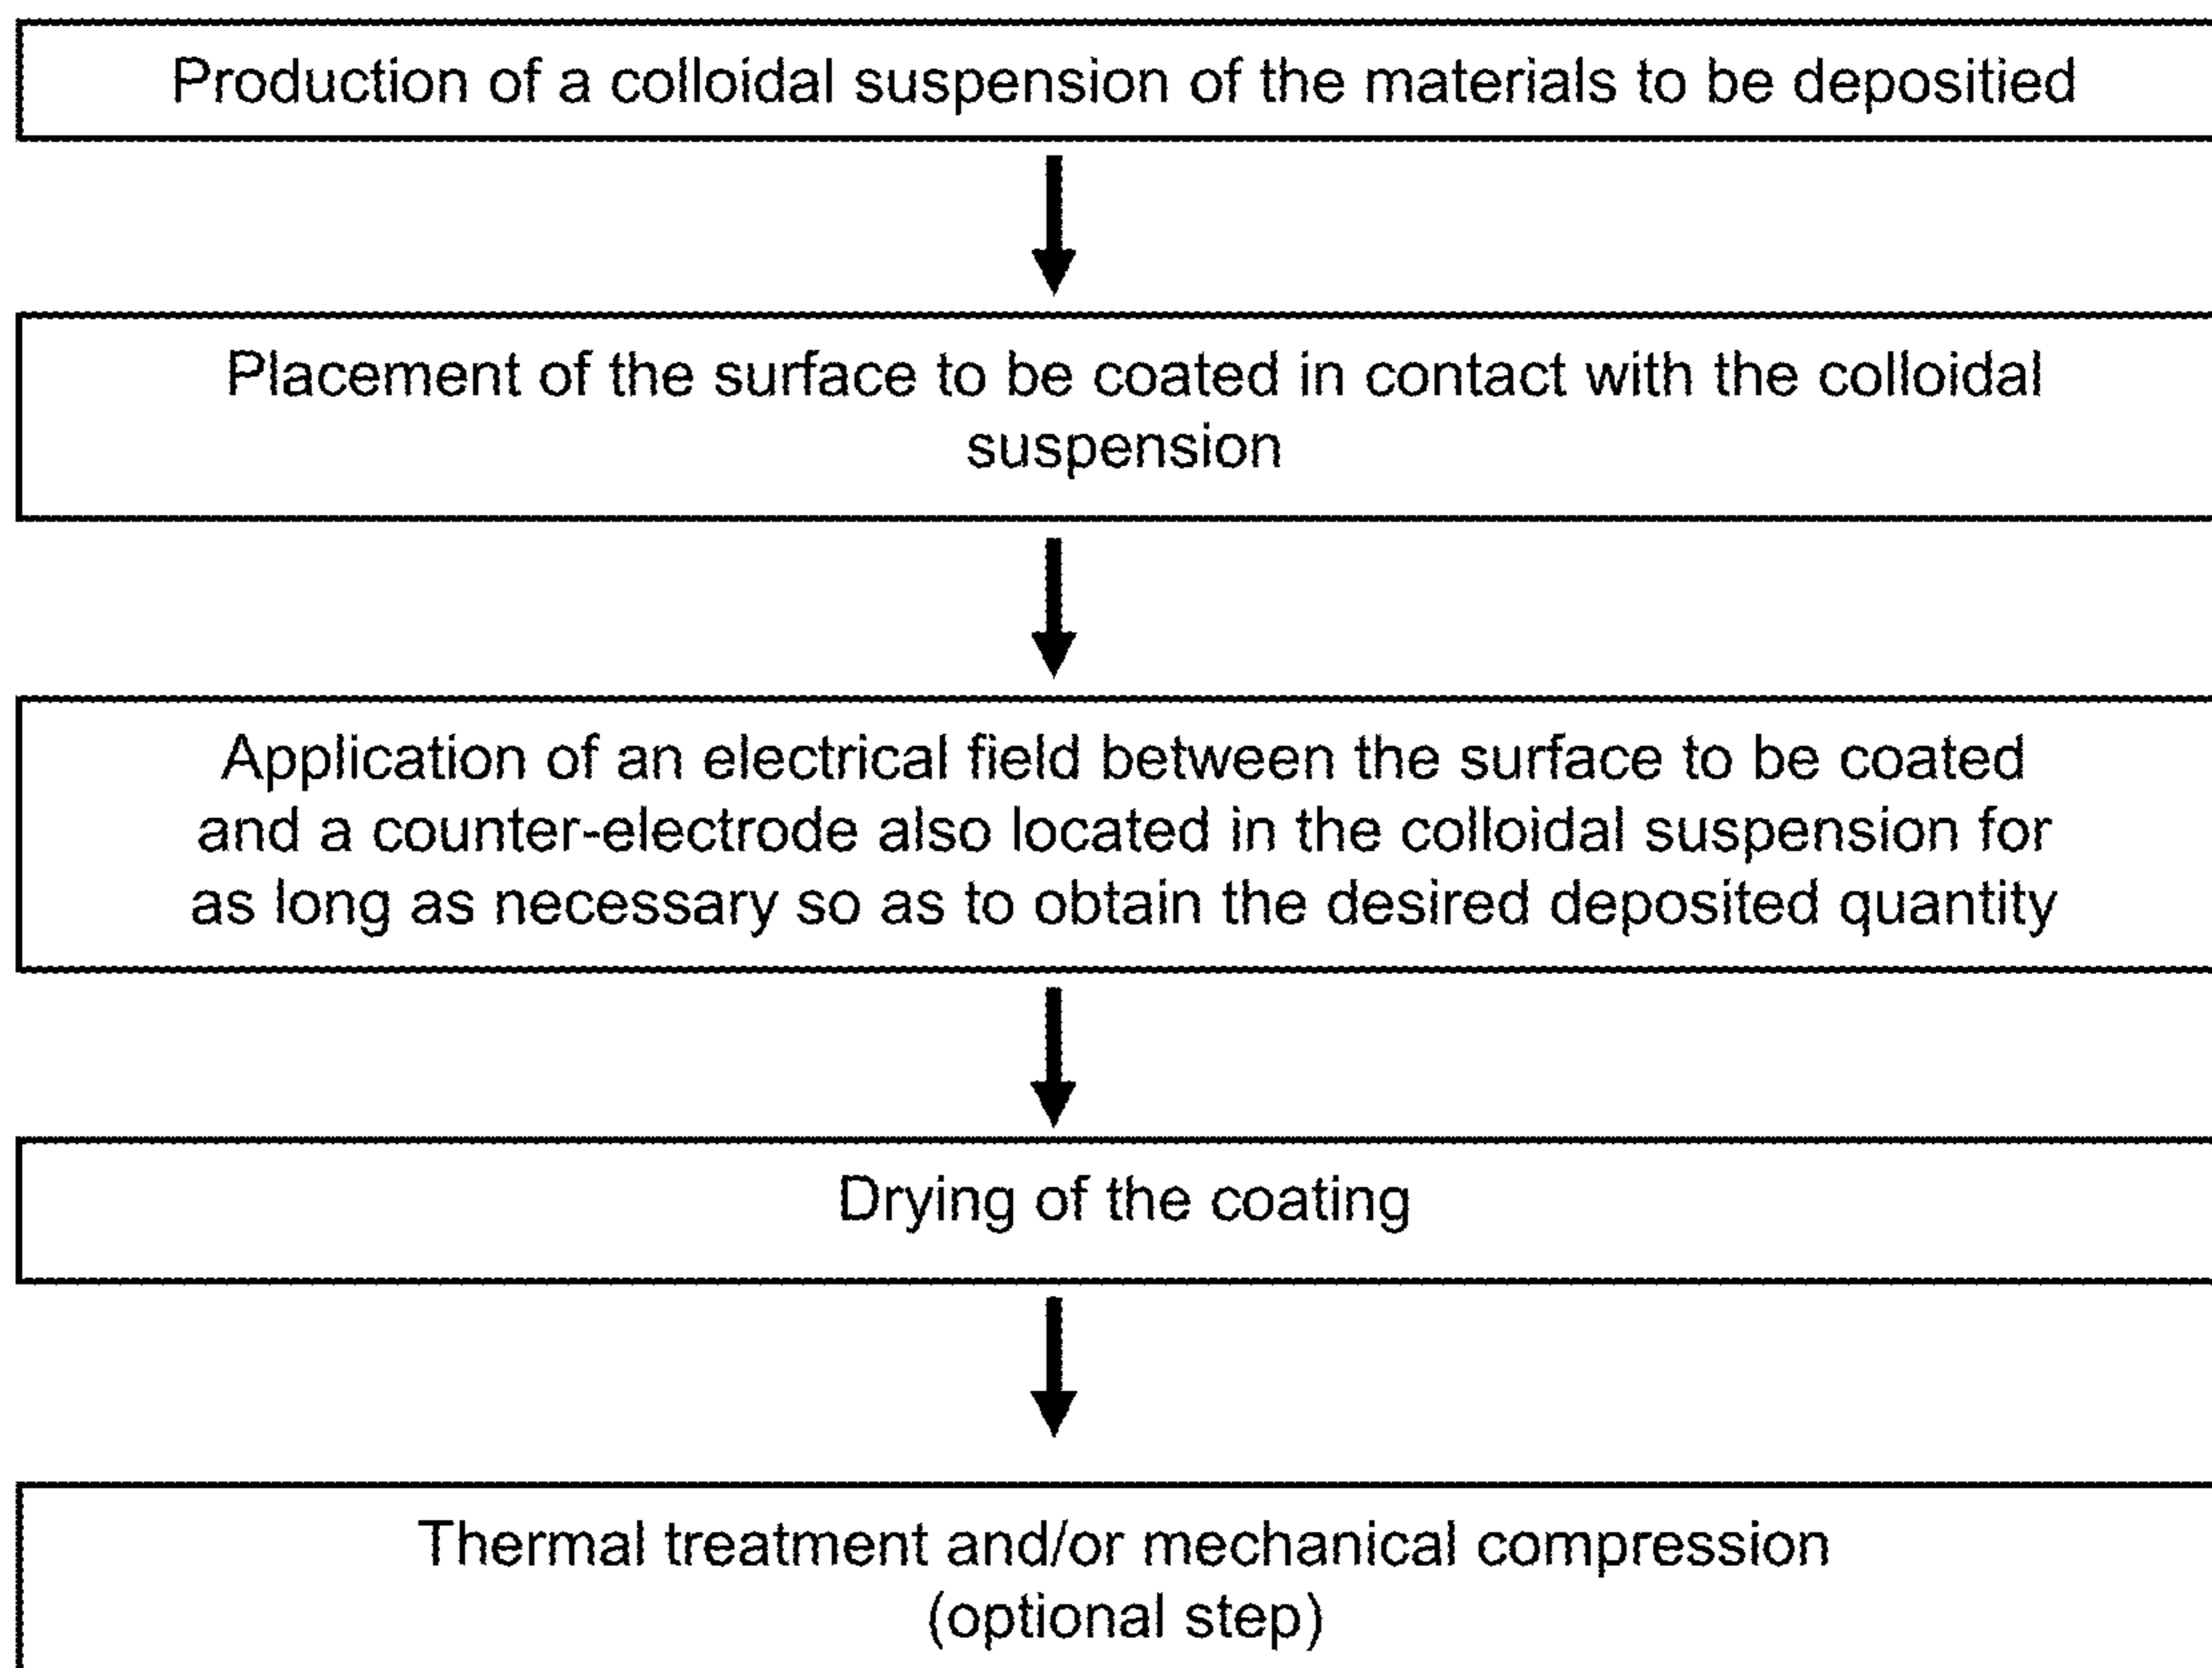 Production of a colloidal suspension of the materials to be depositied
Placement of the surface to be coated in contact with the colloidal
suspension
Application of an electrical field between the surface to be coated
and a counter-electrode also located in the colloidal suspension for
as long as necessary so as to obtain the desired deposited quantity
Drying of the coating
Thermal treatment and/or mechanical compression
(optional step)